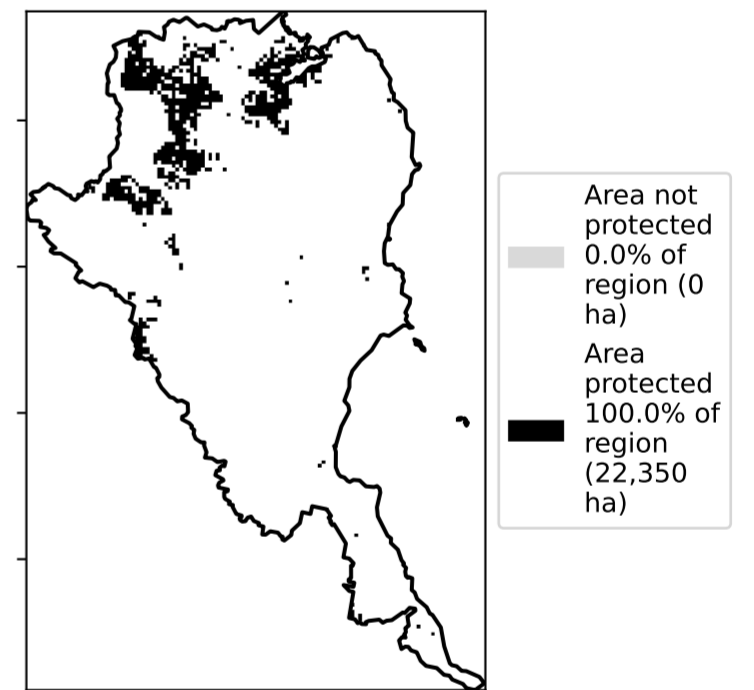 Area not
protected
0.0% of
region (0
ha)
Area
protected
100.0% of
region
(22,350
ha)